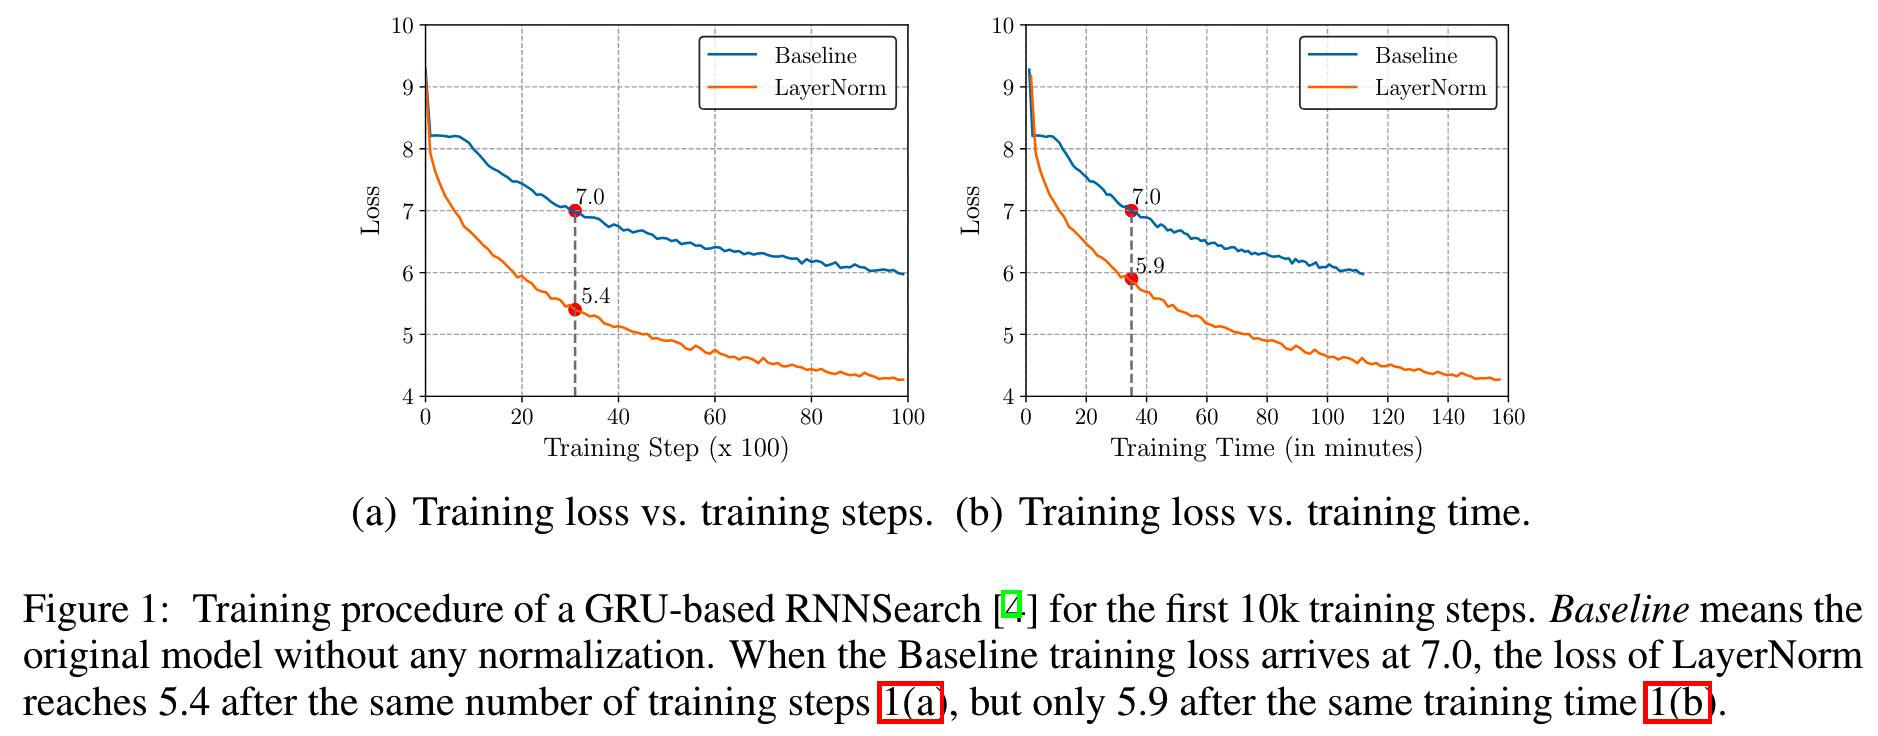 10
9
8
7
6
5
4
Loss
Baseline
LayerNorm
7.0
5.4
0 20 40 60 80 100
Training Step (x 100)
10
9
8
7
6
5
4
Loss
Baseline
LayerNorm
7.0
5.9
0 20 40 60 80 100 120 140 160
Training Time (in minutes)
(a) Training loss vs. training steps. (b) Training loss vs. training time.
Figure 1: Training procedure of a GRU-based RNNSearch [4] for the first 10k training steps. Baseline means the
original model without any normalization. When the Baseline training loss arrives at 7.0, the loss of LayerNorm
reaches 5.4 after the same number of training steps 1(a), but only 5.9 after the same training time 1(b).